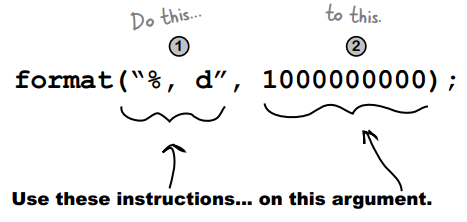 Do this... to this.
1 2
format(“%, d”, 1000000000);
Use these instructions... on this argument.